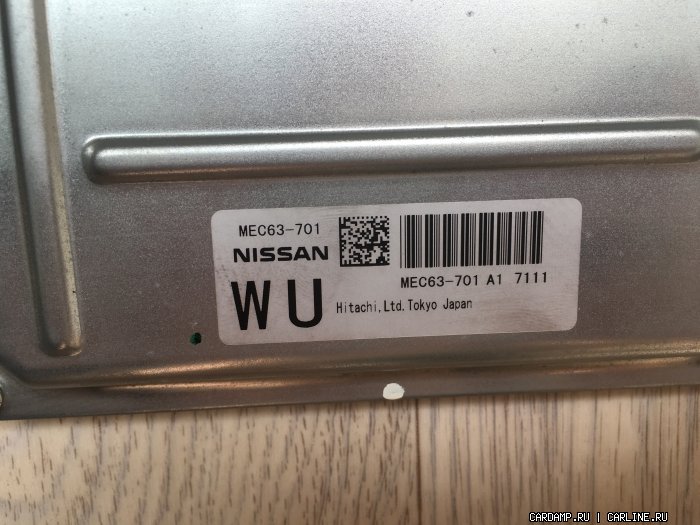 MEC63-701
NISSAN
WU
MEC63-701 A1 7111
Hitachi,Ltd.Tokyo Japan
CARDAMP.RU | CARLINE.RU